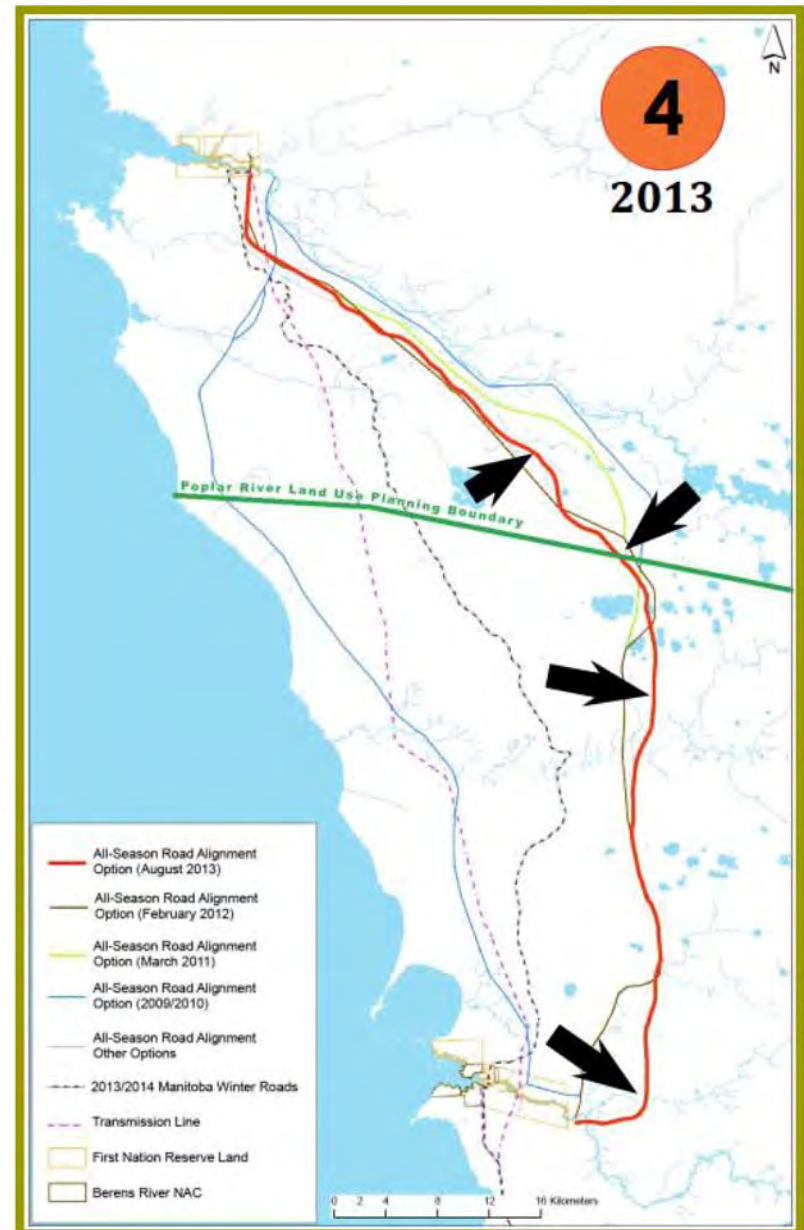 N
4
2013
Poplar River Land Use Planning Boundary
All-Season Road Alignment
Option (August 2013)
All-Season Road Alignment
Option (February 2012)
All-Season Road Alignment
Option (March 2011)
All-Season Road Alignment
Option (2009/2010)
All-Season Road Alignment
Other Options
2013/2014 Manitoba Winter Roads
Transmission Line
First Nation Reserve Land
Berens River NAC
0 2 4 8 12 16 Kilometers